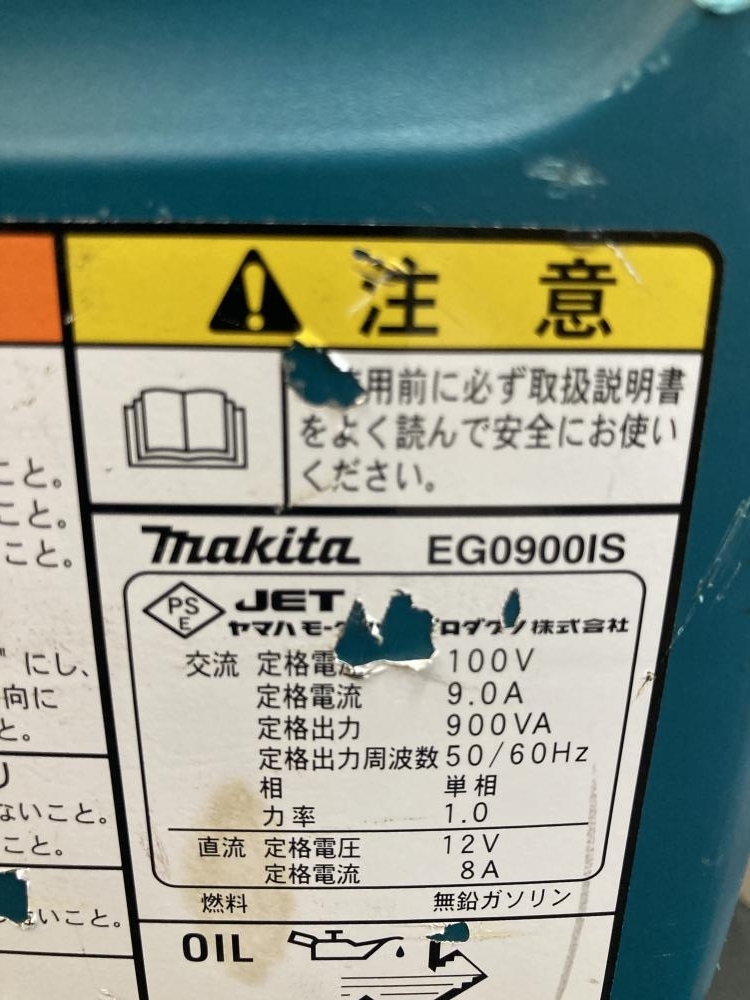 注意
使用前に必ず取扱説明書
をよく読んで安全にお使い
ください。
こと。
こと。
こと。
にし、
向に
と。
ないこと。
こと。
いこと。
makita EG0900IS
PSE JET
ヤマハモー 株式会社
交流 定格電 100V
定格電流 9.0A
定格出力 900VA
定格出力周波数 50/60Hz
相 単相
力率 1.0
直流 定格電圧 12V
定格電流 8A
燃料 無鉛ガソリン
OIL